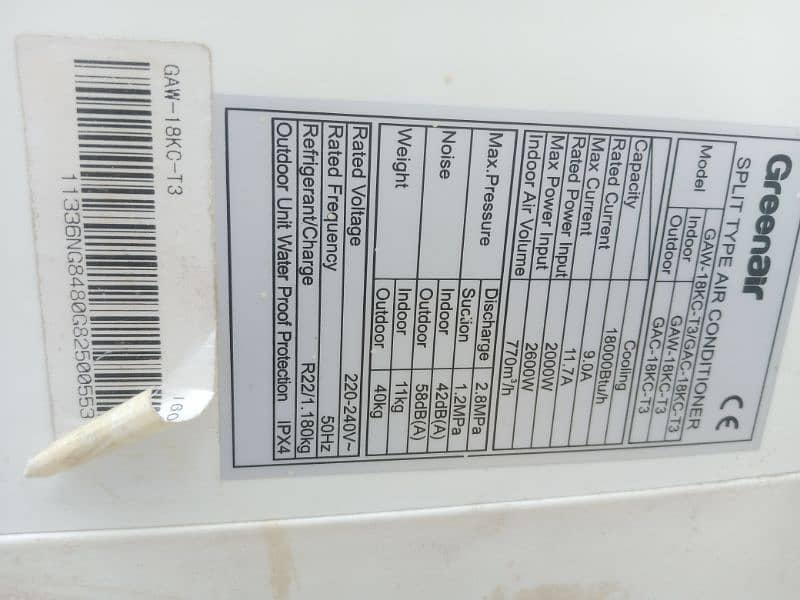 Greenair
CE
SPLIT TYPE AIR CONDITIONER
Model GAW-18KC-T3/GAC-18KC-T3
Indoor GAW-18KC-T3
Outdoor GAC-18KC-T3
Cooling
Capacity 18000Btu/h
Rated Current 9.0A
Max Current 11.7A
Rated Power Input 2000W
Max Power Input 2600W
Indoor Air Volume 770m³/h
Max.Pressure Discharge 2.8MPa
Suction 1.2MPa
Noise Indoor 42dB(A)
Outdoor 58dB(A)
Weight Indoor 11kg
Outdoor 40kg
Rated Voltage 220-240V~
Rated Frequency 50Hz
Refrigerant/Charge R22/1.180kg
Outdoor Unit Water Proof Protection IPX4
GAW-18KC-T3
11336NG8480G82500553